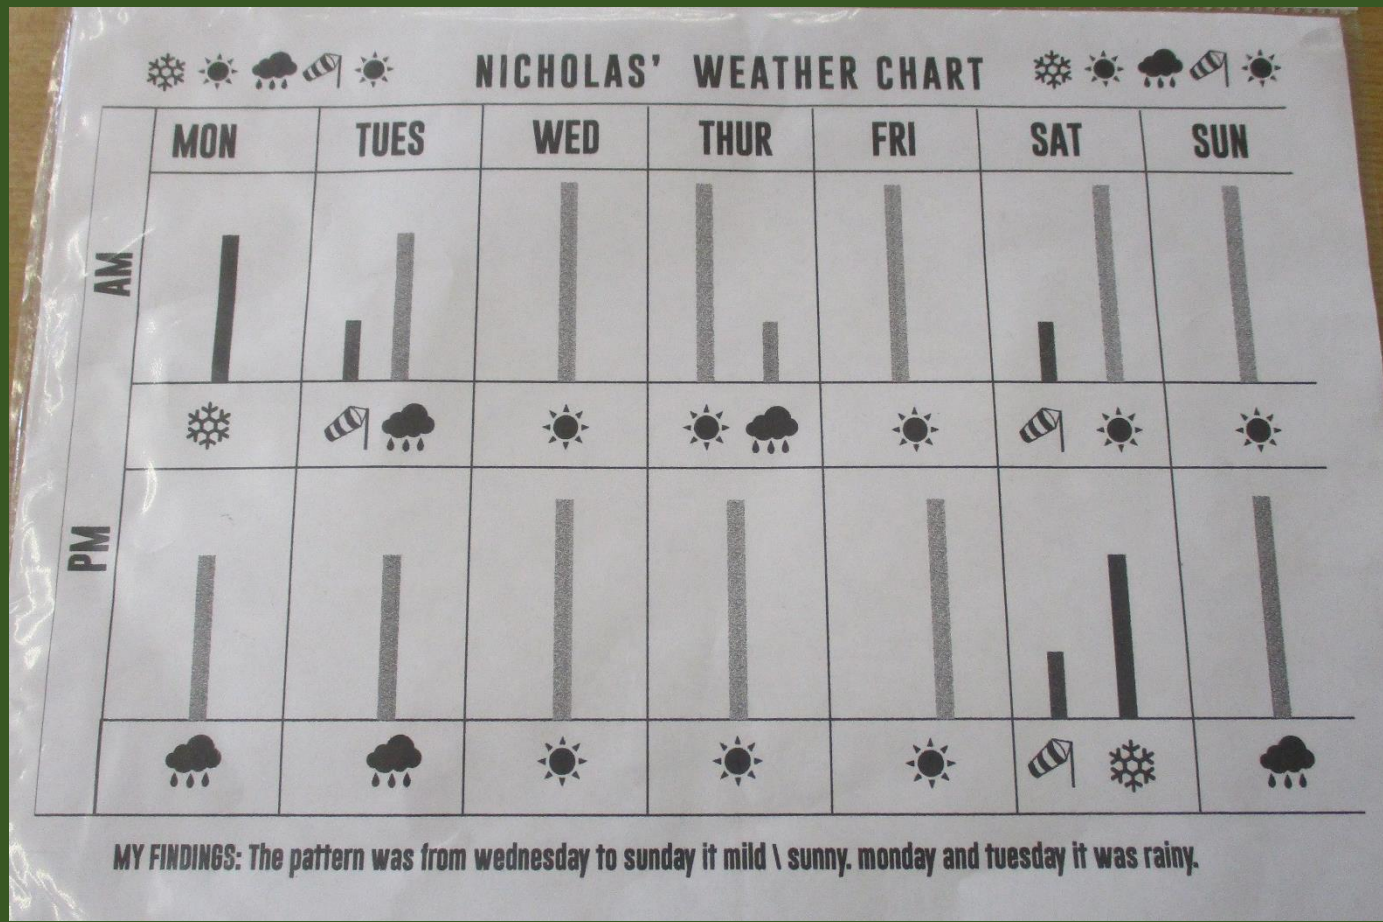 NICHOLAS' WEATHER CHART
MON TUES WED THUR FRI SAT SUN
AM
PM
MY FINDINGS: The pattern was from wednesday to sunday it mild \ sunny. monday and tuesday it was rainy.